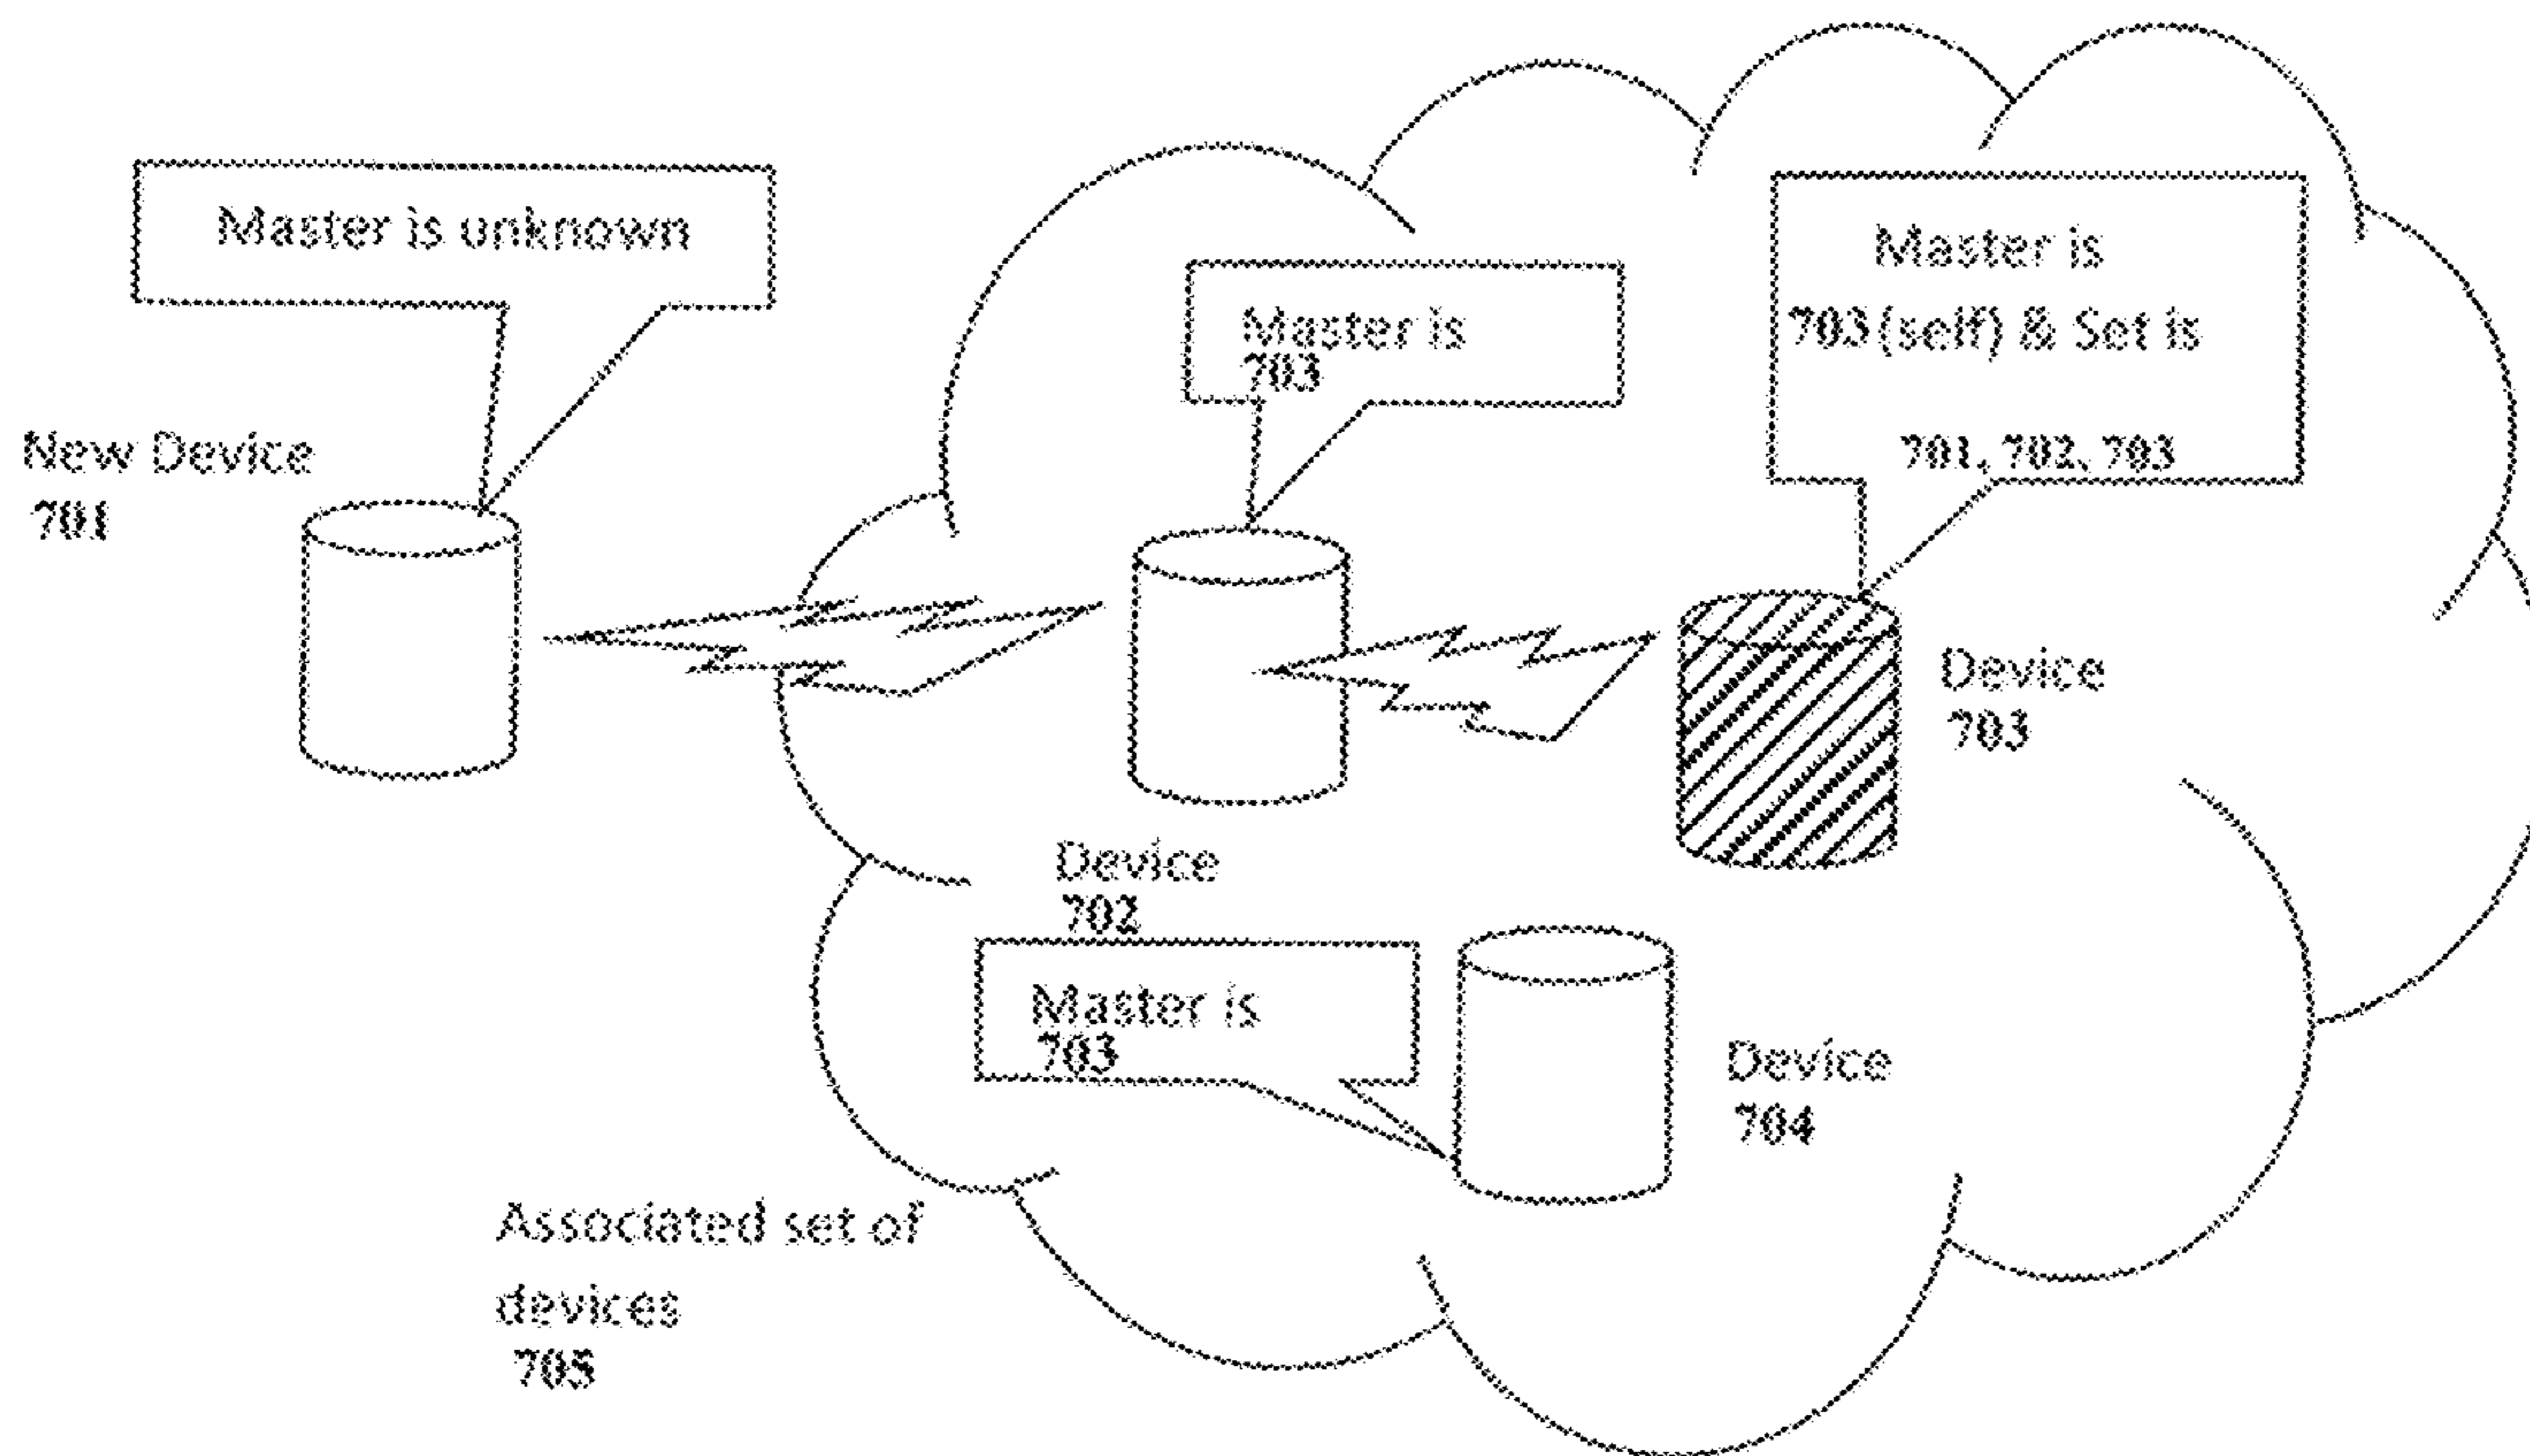 Master is unknown
New Device
701
Master is
703
Master is
703(self) & Set is
701, 702, 703
Device
703
Device
702
Master is
703
Device
704
Associated set of
devices
705